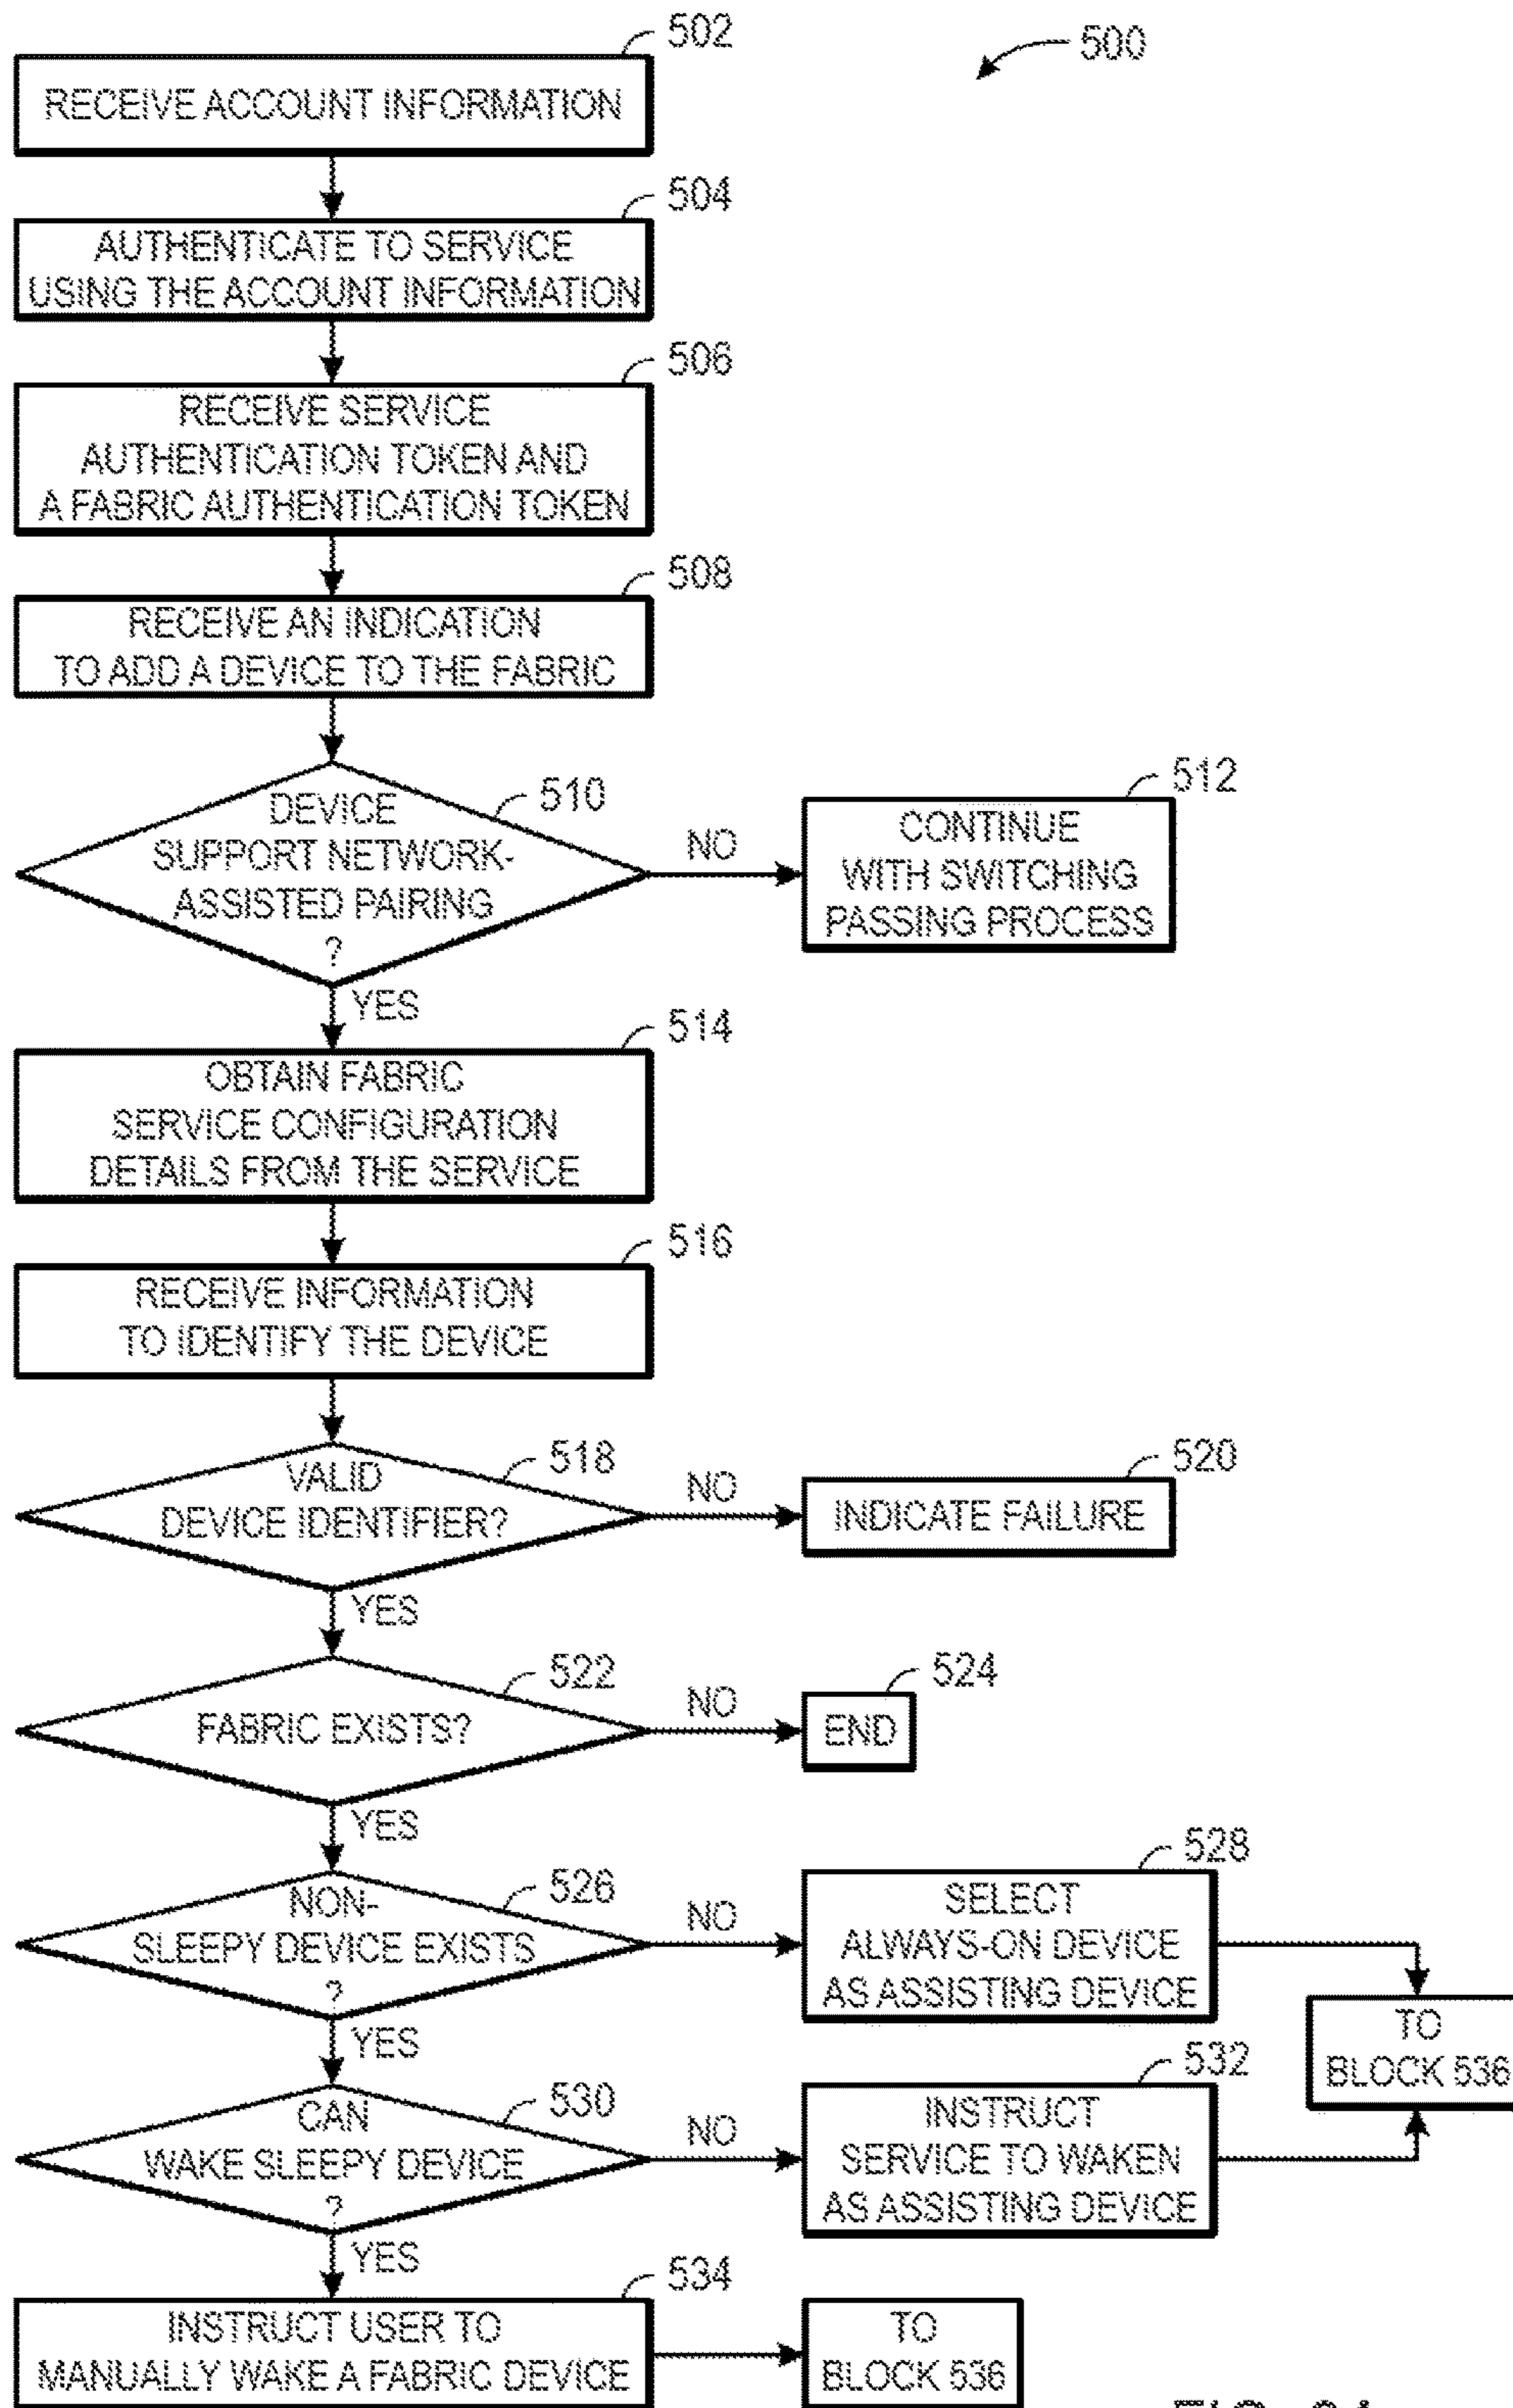 502
500
RECEIVE ACCOUNT INFORMATION
504
AUTHENTICATE TO SERVICE
USING THE ACCOUNT INFORMATION
506
RECEIVE SERVICE
AUTHENTICATION TOKEN AND
A FABRIC AUTHENTICATION TOKEN
508
RECEIVE AN INDICATION
TO ADD A DEVICE TO THE FABRIC
510
DEVICE
SUPPORT NETWORK-
ASSISTED PAIRING
?
NO
512
CONTINUE
WITH SWITCHING
PASSING PROCESS
YES
514
OBTAIN FABRIC
SERVICE CONFIGURATION
DETAILS FROM THE SERVICE
516
RECEIVE INFORMATION
TO IDENTIFY THE DEVICE
518
VALID
DEVICE IDENTIFIER?
NO
520
INDICATE FAILURE
YES
522
FABRIC EXISTS?
NO
524
END
YES
526
NON-
SLEEPY DEVICE EXISTS
?
NO
528
SELECT
ALWAYS-ON DEVICE
AS ASSISTING DEVICE
TO
BLOCK 536
YES
530
CAN
WAKE SLEEPY DEVICE
?
NO
532
INSTRUCT
SERVICE TO WAKEN
AS ASSISTING DEVICE
YES
534
INSTRUCT USER TO
MANUALLY WAKE A FABRIC DEVICE
TO
BLOCK 536